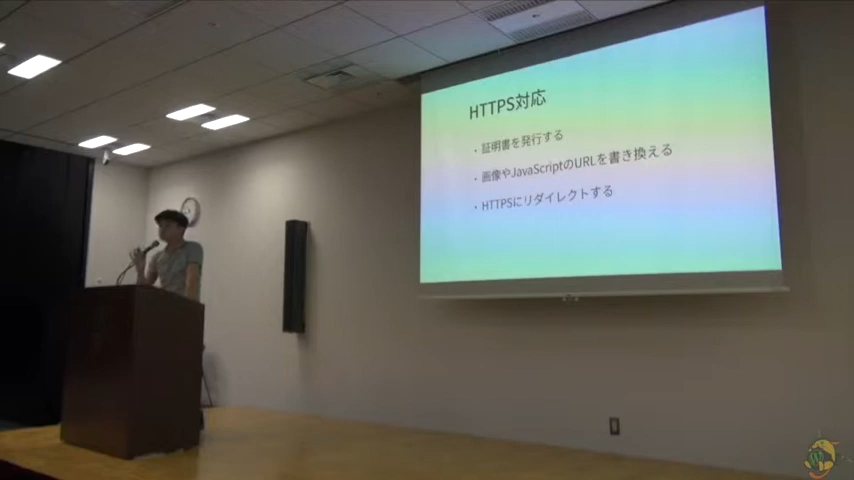 HTTPS対応
・証明書を発行する
・画像やJavaScriptのURLを書き換える
・HTTPSにリダイレクトする